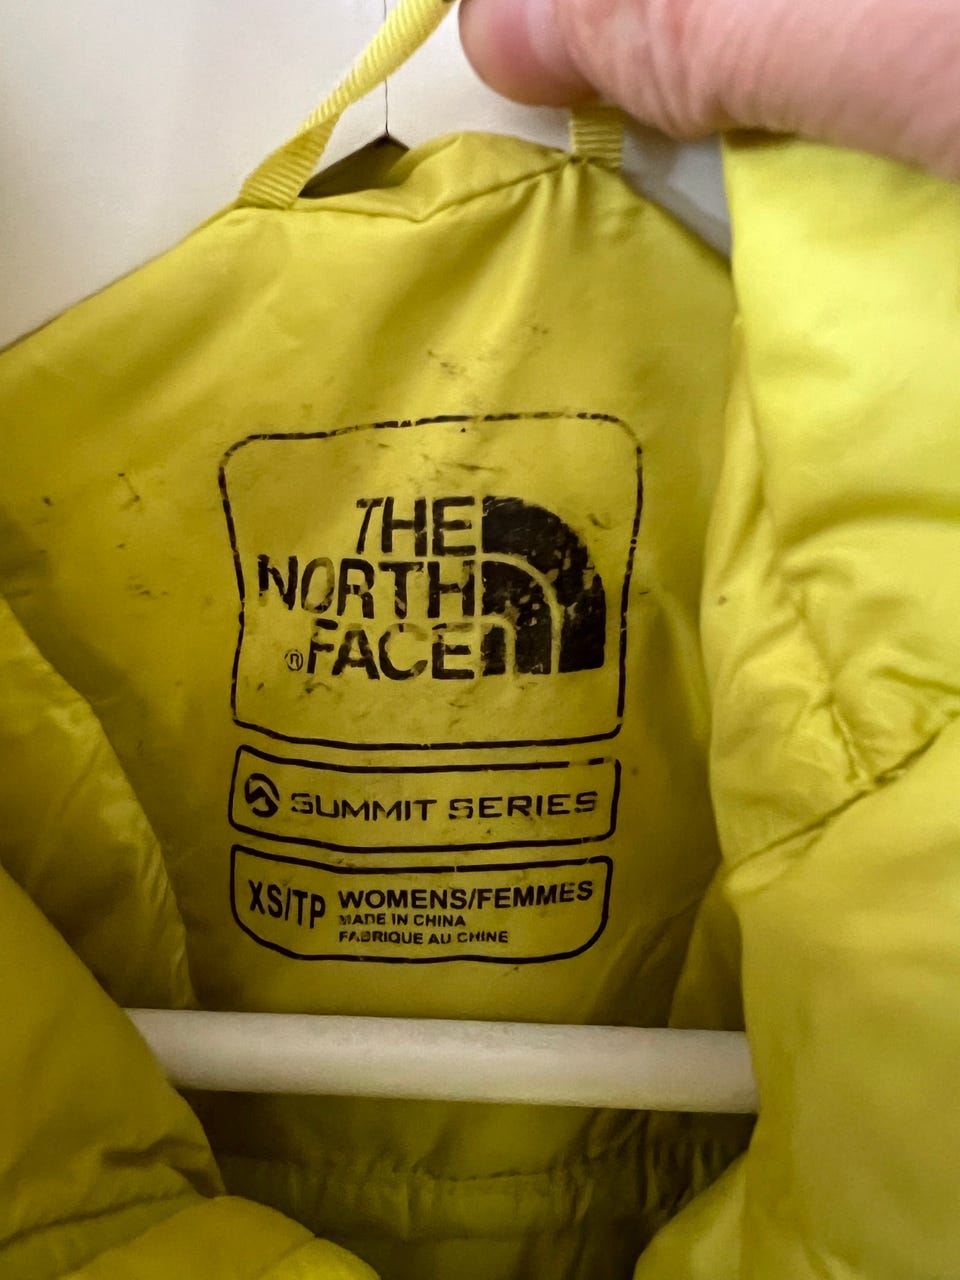 THE
NORTH
®FACE
SUMMIT SERIES
XS/TP WOMENS/FEMMES
MADE IN CHINA
FABRIQUE AU CHINE